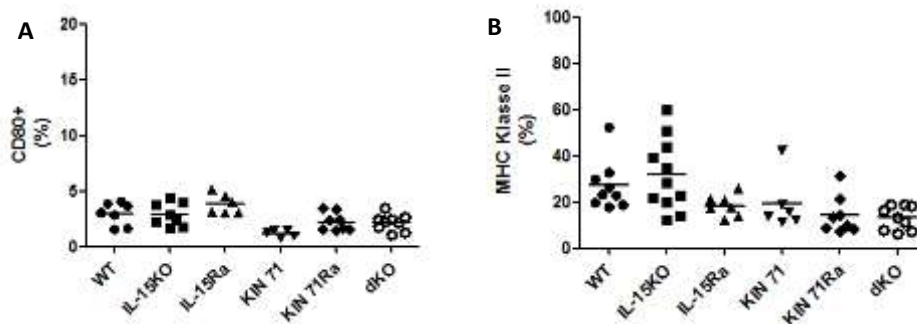 A
CD80+
(%)
20
15
10
5
0
WT
IL-15KO
IL-15Ra
KIN 71
KIN 71Ra
dKO
B
MHC Klasse II
(%)
100
80
60
40
20
0
WT
IL-15KO
IL-15Ra
KIN 71
KIN 71Ra
dKO